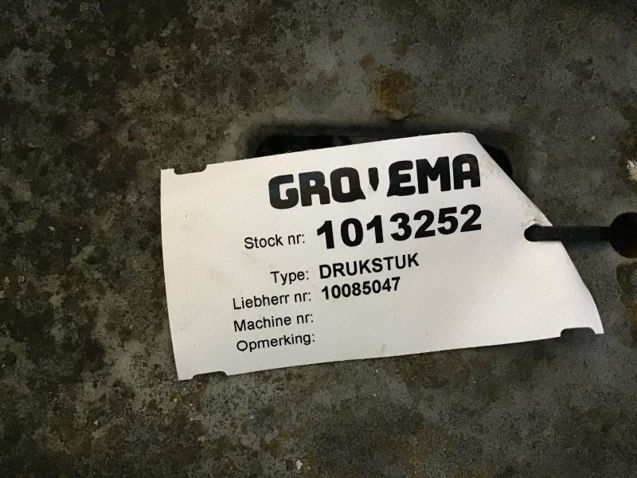 GROVEMA
Stock nr: 1013252
Type: DRUKSTUK
Liebherr nr: 10085047
Machine nr:
Opmerking: